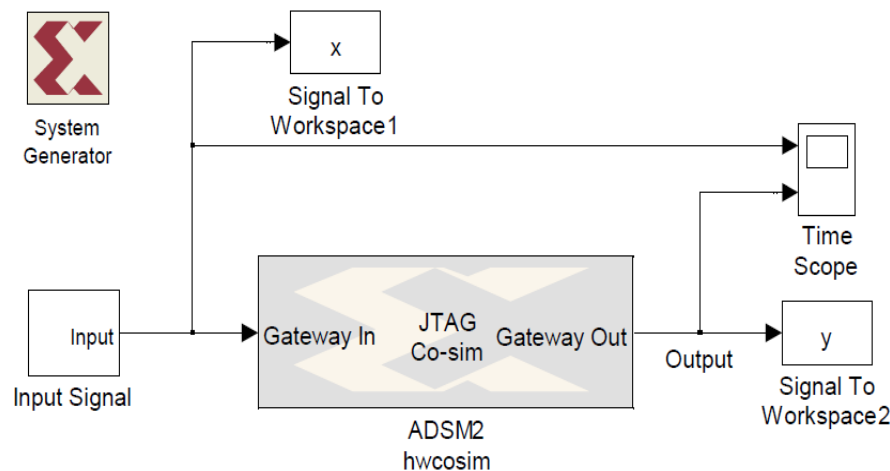 x
Signal To
Workspace1
System
Generator
Time
Scope
Input
Input Signal
Gateway In
JTAG
Co-sim
Gateway Out
Output
ADSM2
hwcosim
y
Signal To
Workspace2